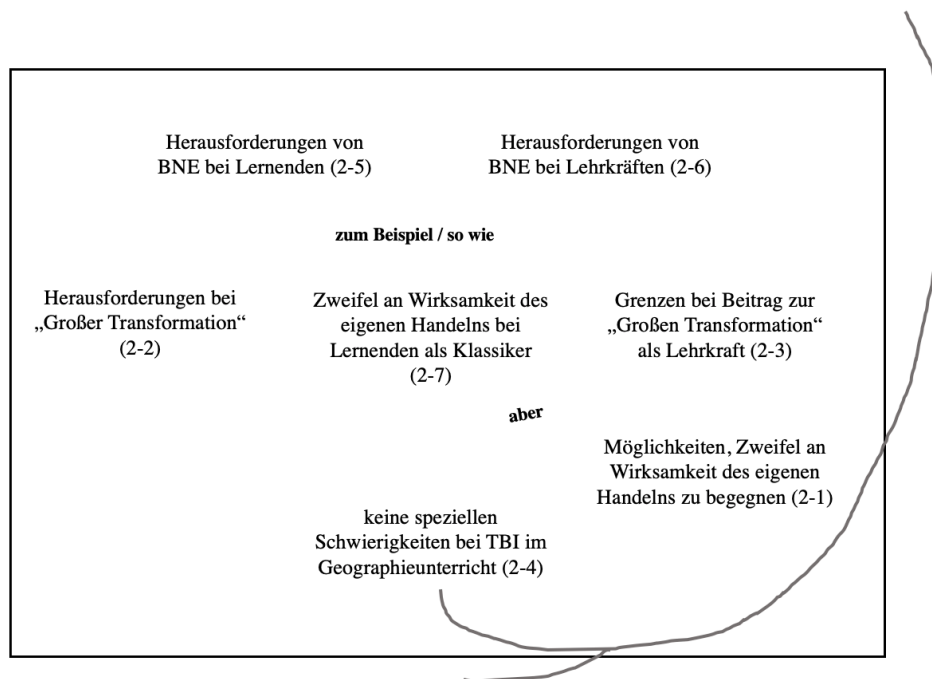 Herausforderungen von
BNE bei Lernenden (2-5)
Herausforderungen von
BNE bei Lehrkräften (2-6)
zum Beispiel / so wie
Herausforderungen bei
„Großer Transformation“
(2-2)
Zweifel an Wirksamkeit des
eigenen Handelns bei
Lernenden als Klassiker
(2-7)
Grenzen bei Beitrag zur
„Großen Transformation“
als Lehrkraft (2-3)
aber
Möglichkeiten, Zweifel an
Wirksamkeit des eigenen
Handelns zu begegnen (2-1)
keine speziellen
Schwierigkeiten bei TBI im
Geographieunterricht (2-4)